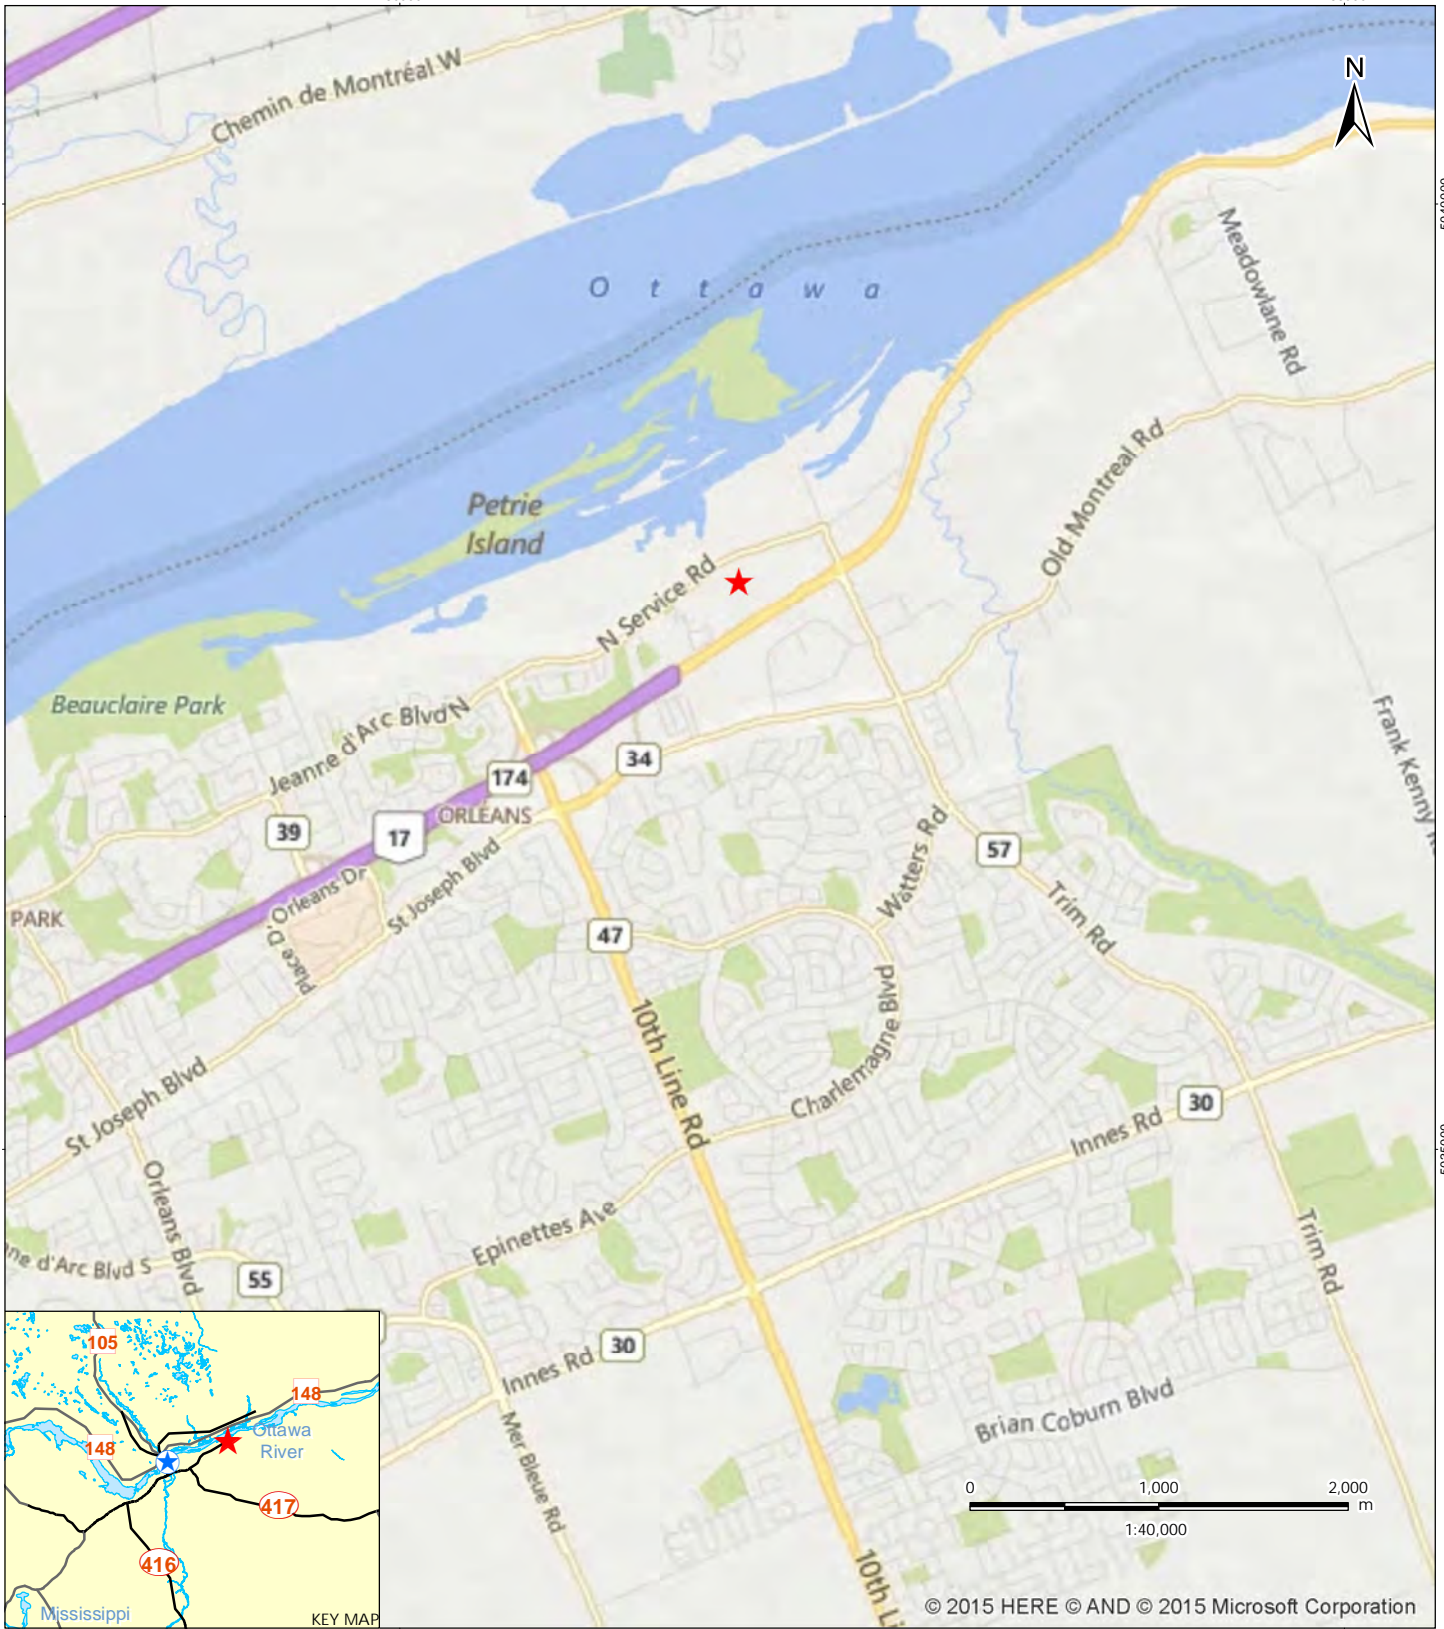 Chemin de Montréal W
N
Meadowlane Rd
O t t a w a
Old Montreal Rd
Petrie
Island
N Service Rd
Beauclaire Park
Jeanne d'Arc Blvd N
Frank Kenny
34
174
ORLÉANS
39
17
Watters Rd
57
Orleans Dr
St Joseph Blvd
PARK
Place D'
Trim Rd
47
10th Line Rd
Charlemagne Blvd
St Joseph Blvd
30
Innes Rd
Orleans Blvd
Epinettes Ave
Trim Rd
ne d'Arc Blvd S
55
30
Innes Rd
Brian Coburn Blvd
Mer Bleue Rd
10th Li
0 1,000 2,000
m
1:40,000
© 2015 HERE © AND © 2015 Microsoft Corporation
105
148
Ottawa
River
148
417
416
Mississippi
KEY MAP